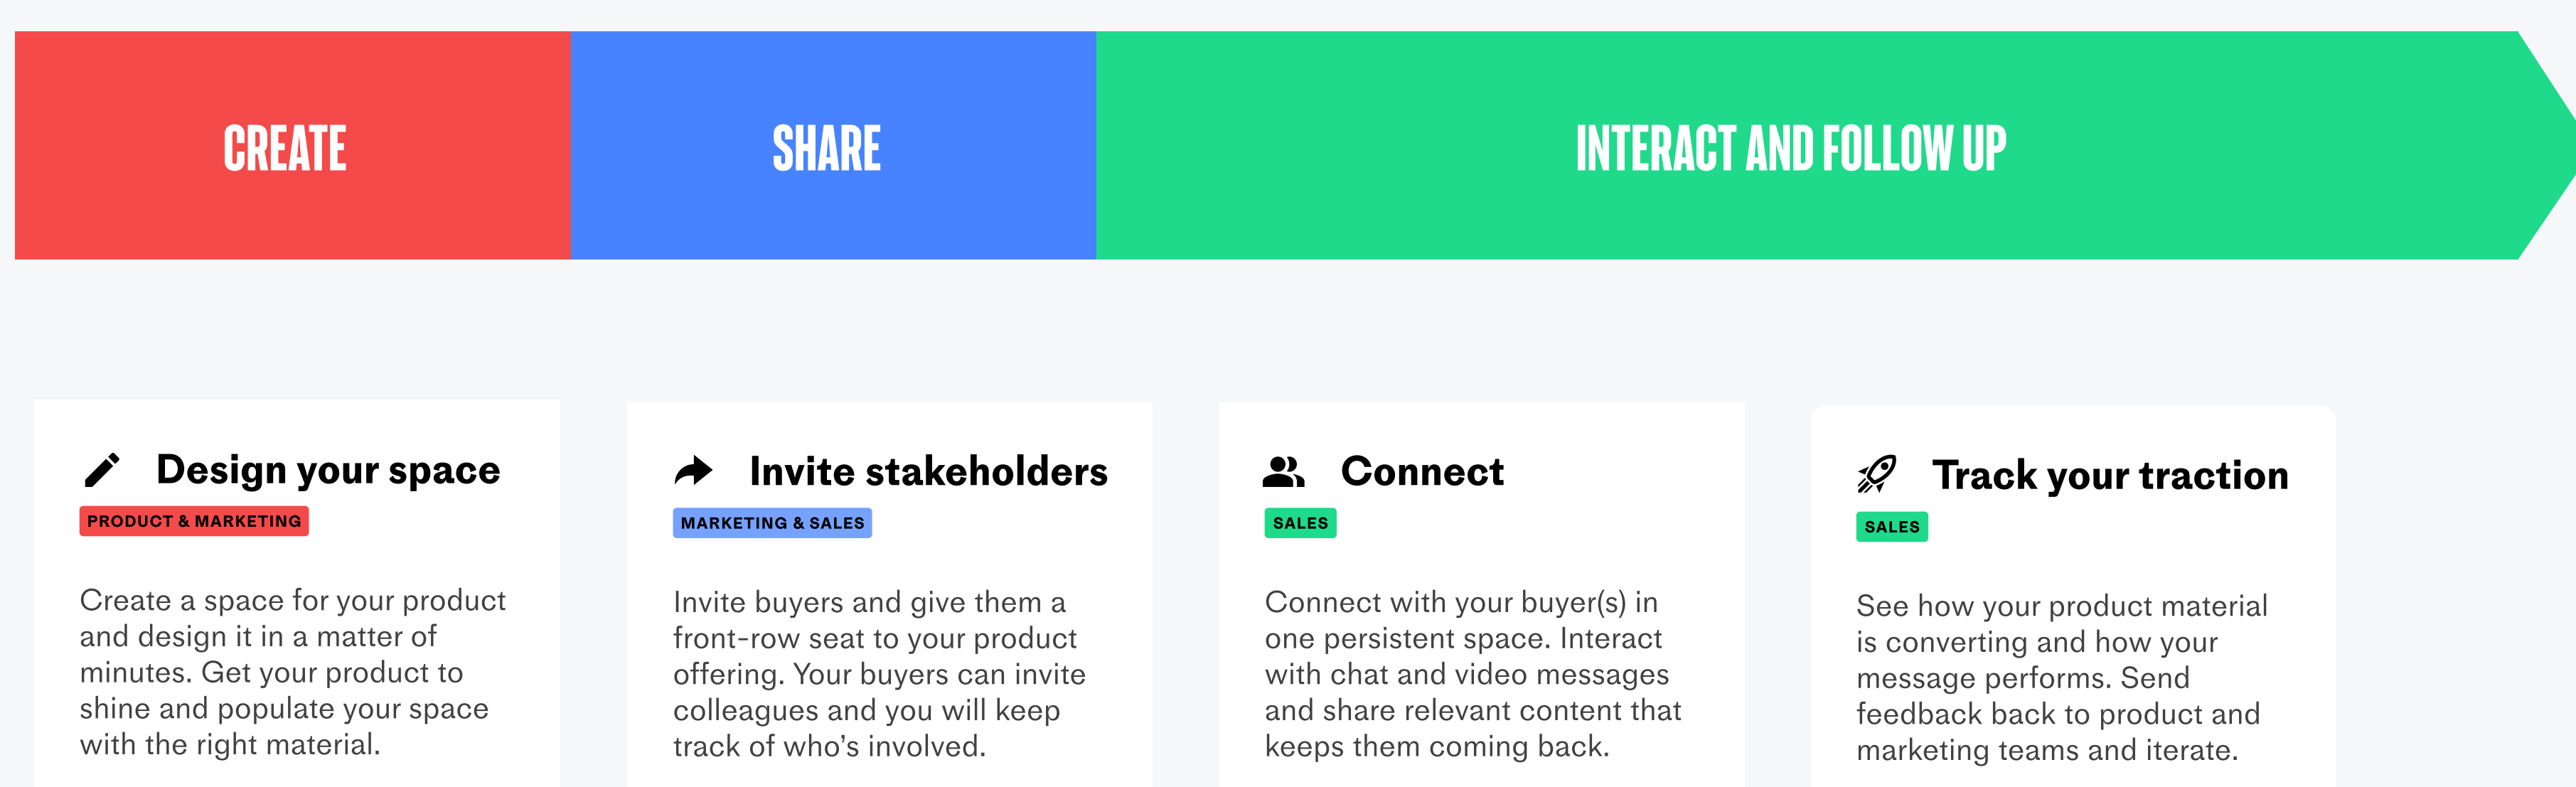 CREATE
SHARE
INTERACT AND FOLLOW UP
Design your space
PRODUCT & MARKETING
Create a space for your product
and design it in a matter of
minutes. Get your product to
shine and populate your space
with the right material.
Invite stakeholders
MARKETING & SALES
Invite buyers and give them a
front-row seat to your product
offering. Your buyers can invite
colleagues and you will keep
track of who’s involved.
Connect
SALES
Connect with your buyer(s) in
one persistent space. Interact
with chat and video messages
and share relevant content that
keeps them coming back.
Track your traction
SALES
See how your product material
is converting and how your
message performs. Send
feedback back to product and
marketing teams and iterate.